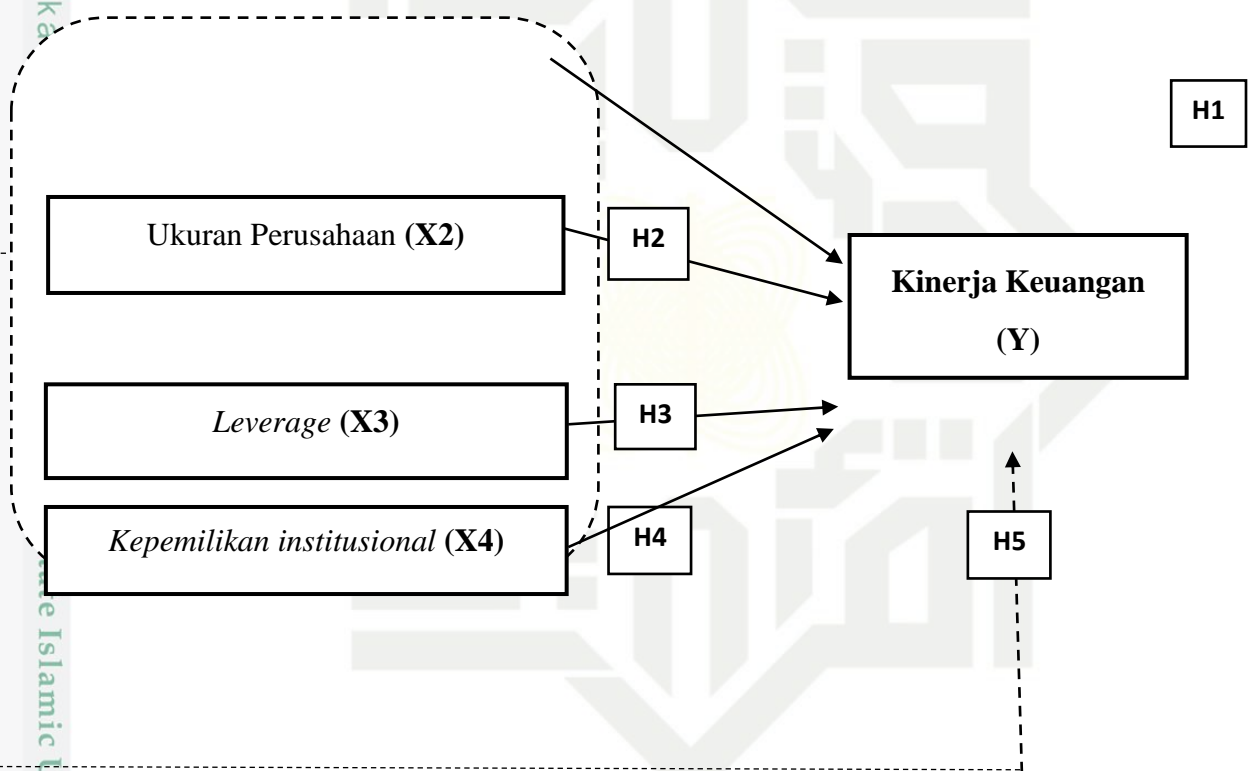 H1
Ukuran Perusahaan (X2)
H2
Kinerja Keuangan
(Y)
Leverage (X3)
H3
Kepemilikan institusional (X4)
H4
H5
Islamic